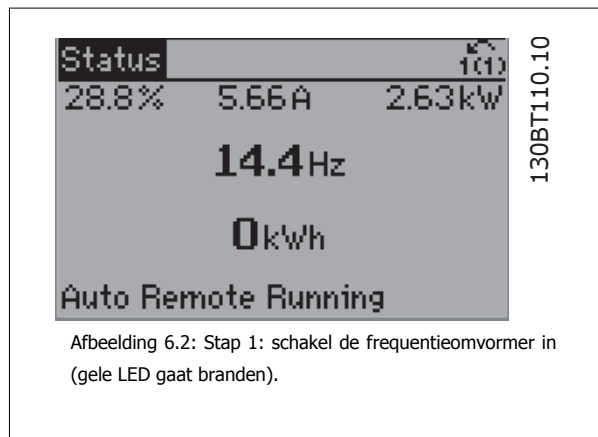 Status
1(1)
28.8% 5.66A 2.63kW
14.4Hz
0kWh
Auto Remote Running
130BT110.10
Afbeelding 6.2: Stap 1: schakel de frequentieomvormer in
(gele LED gaat branden).